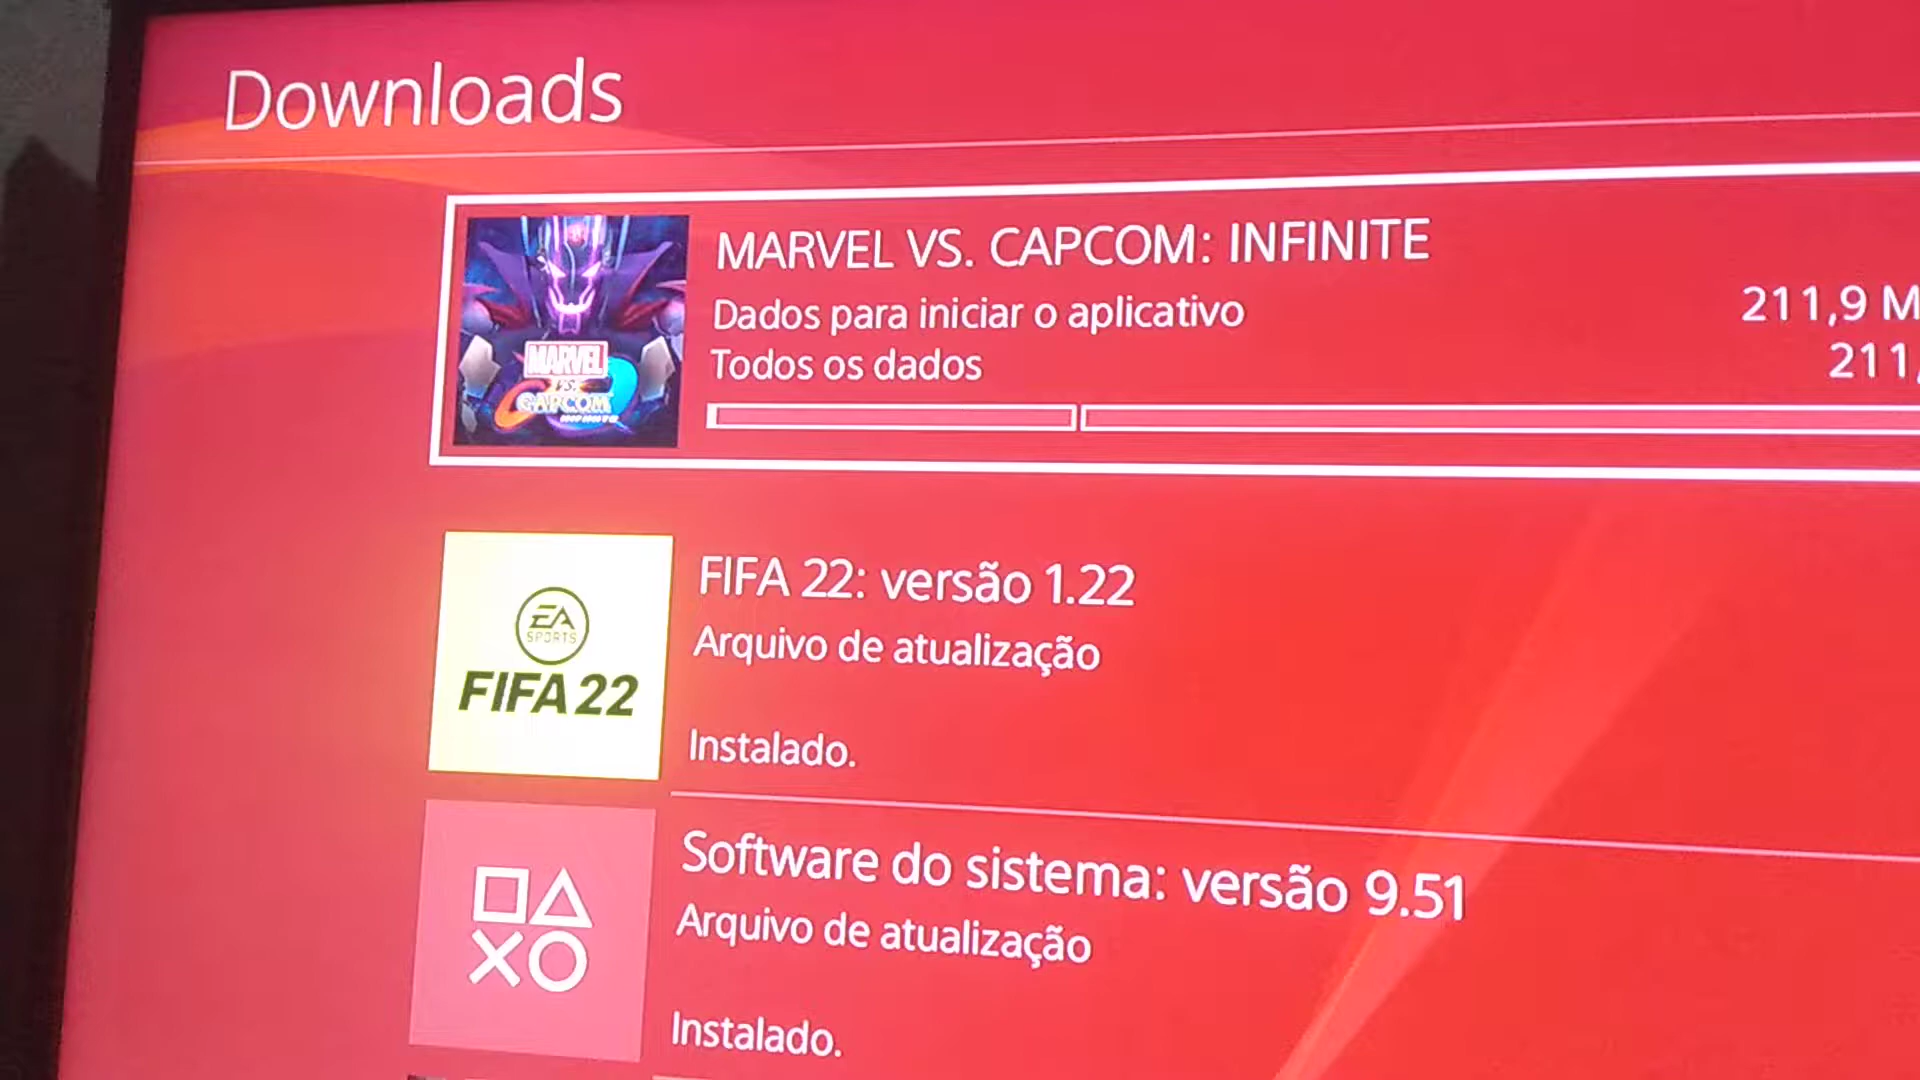 Downloads
MARVEL VS. CAPCOM: INFINITE
Dados para iniciar o aplicativo
211,9 M
Todos os dados
211,
MARVEL
VS.
CAPCOM
INFINITE
FIFA 22: versão 1.22
Arquivo de atualização
EA
SPORTS
FIFA 22
Instalado.
Software do sistema: versão 9.51
Arquivo de atualização
Instalado.